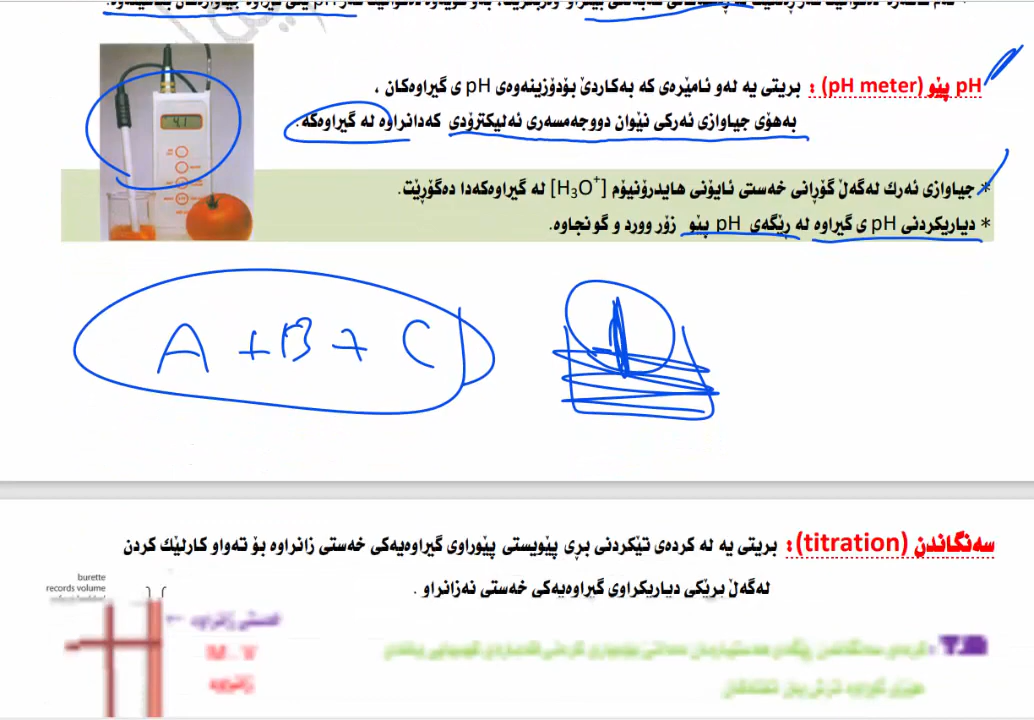 pH پێو (pH meter) : بریتی یە لەو ئامێرەی کە بەکاردێ بۆدۆزینەوەی pH ی گیراوەکان ،
بەهۆی جیاوازی ئەرکی نێوان دووجەمسەری ئەلیکترۆدی کەدانراوە لە گیراوەکە.
4.1
* جیاوازی ئەرك لەگەڵ گۆڕانی خەستی ئایۆنی هایدرۆنیۆم [H₃O⁺] لە گیراوەکەدا دەگۆڕێت.
* دیاریکردنی pH ی گیراوە لە ڕێگەی pH پێو زۆر وورد و گونجاوە.
A + B + C
سەنگاندن (titration): بریتی یە لە کردەی تێکردنی بڕی پێویستی پێوراوی گیراوەیەکی خەستی زانراوە بۆ تەواو کارلێك کردن
لەگەڵ بڕێکی دیاریکراوی گیراوەیەکی خەستی نەزانراو .
burette
records volume
M . V